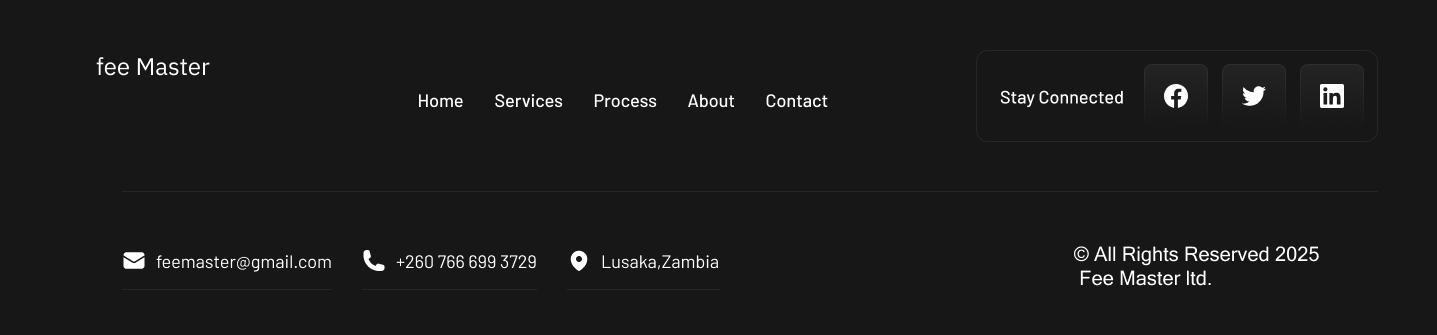 fee Master
Home Services Process About Contact
Stay Connected
feemaster@gmail.com
+260 766 699 3729
Lusaka,Zambia
© All Rights Reserved 2025
Fee Master ltd.